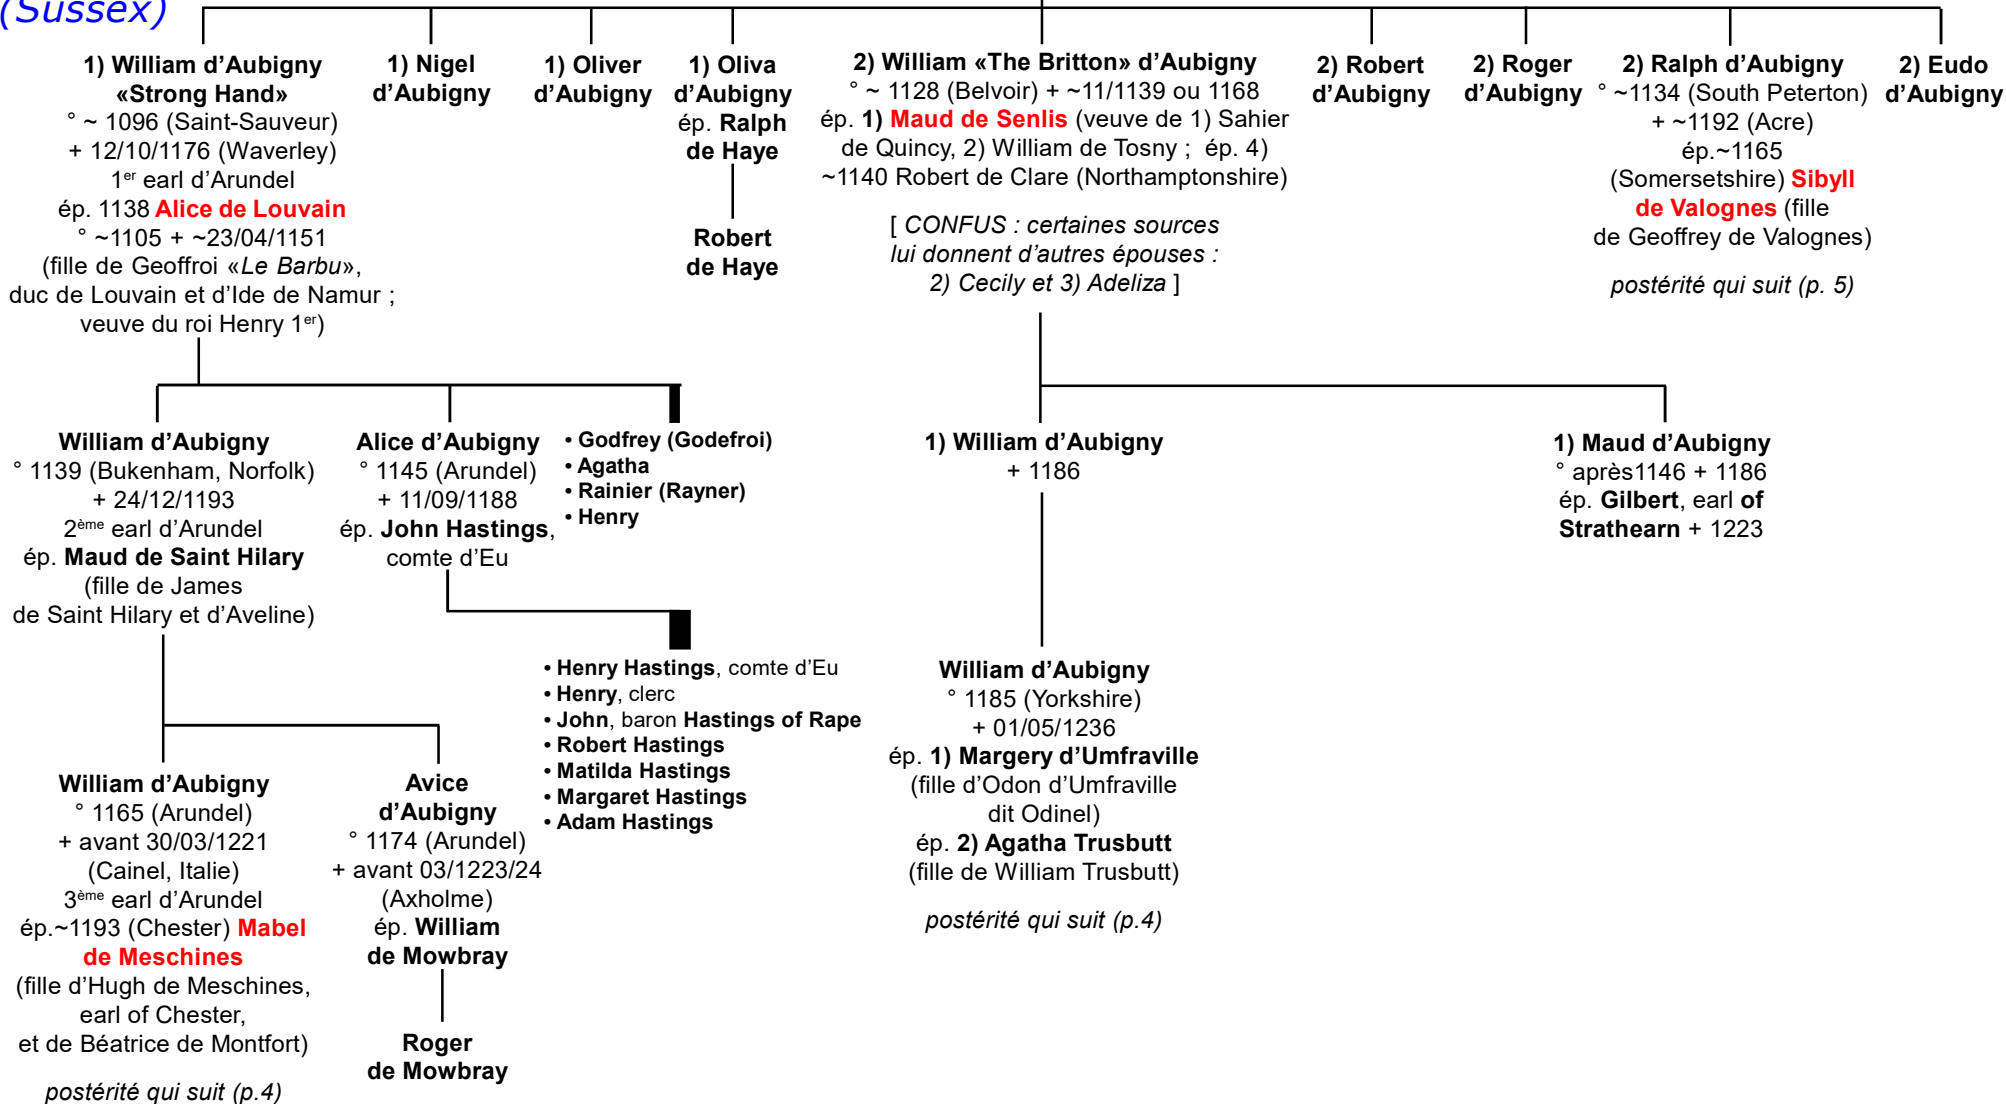 (Sussex)
1) William d’Aubigny
«Strong Hand»
° ~ 1096 (Saint-Sauveur)
+ 12/10/1176 (Waverley)
1er earl d’Arundel
ép. 1138 Alice de Louvain
° ~1105 + ~23/04/1151
(fille de Geoffroi «Le Barbu»,
duc de Louvain et d’Ide de Namur ;
veuve du roi Henry 1er)
1) Nigel
d’Aubigny
1) Oliver
d’Aubigny
1) Oliva
d’Aubigny
ép. Ralph
de Haye
Robert
de Haye
2) William «The Britton» d’Aubigny
° ~ 1128 (Belvoir) + ~11/1139 ou 1168
ép. 1) Maud de Senlis (veuve de 1) Sahier
de Quincy, 2) William de Tosny ; ép. 4)
~1140 Robert de Clare (Northamptonshire)
[ CONFUS : certaines sources
lui donnent d’autres épouses :
2) Cecily et 3) Adeliza ]
2) Robert
d’Aubigny
2) Roger
d’Aubigny
2) Ralph d’Aubigny
° ~1134 (South Peterton)
+ ~1192 (Acre)
ép.~1165
(Somersetshire) Sibyll
de Valognes (fille
de Geoffrey de Valognes)
postérité qui suit (p. 5)
2) Eudo
d’Aubigny
William d’Aubigny
° 1139 (Bukenham, Norfolk)
+ 24/12/1193
2ème earl d’Arundel
ép. Maud de Saint Hilary
(fille de James
de Saint Hilary et d’Aveline)
Alice d’Aubigny
° 1145 (Arundel)
+ 11/09/1188
ép. John Hastings,
comte d’Eu
• Godfrey (Godefroi)
• Agatha
• Rainier (Rayner)
• Henry
1) William d’Aubigny
+ 1186
1) Maud d’Aubigny
° après1146 + 1186
ép. Gilbert, earl of
Strathearn + 1223
• Henry Hastings, comte d’Eu
• Henry, clerc
• John, baron Hastings of Rape
• Robert Hastings
• Matilda Hastings
• Margaret Hastings
• Adam Hastings
William d’Aubigny
° 1185 (Yorkshire)
+ 01/05/1236
ép. 1) Margery d’Umfraville
(fille d’Odon d’Umfraville
dit Odinel)
ép. 2) Agatha Trusbutt
(fille de William Trusbutt)
postérité qui suit (p.4)
William d’Aubigny
° 1165 (Arundel)
+ avant 30/03/1221
(Cainel, Italie)
3ème earl d’Arundel
ép.~1193 (Chester) Mabel
de Meschines
(fille d’Hugh de Meschines,
earl of Chester,
et de Béatrice de Montfort)
postérité qui suit (p.4)
Avice
d’Aubigny
° 1174 (Arundel)
+ avant 03/1223/24
(Axholme)
ép. William
de Mowbray
Roger
de Mowbray